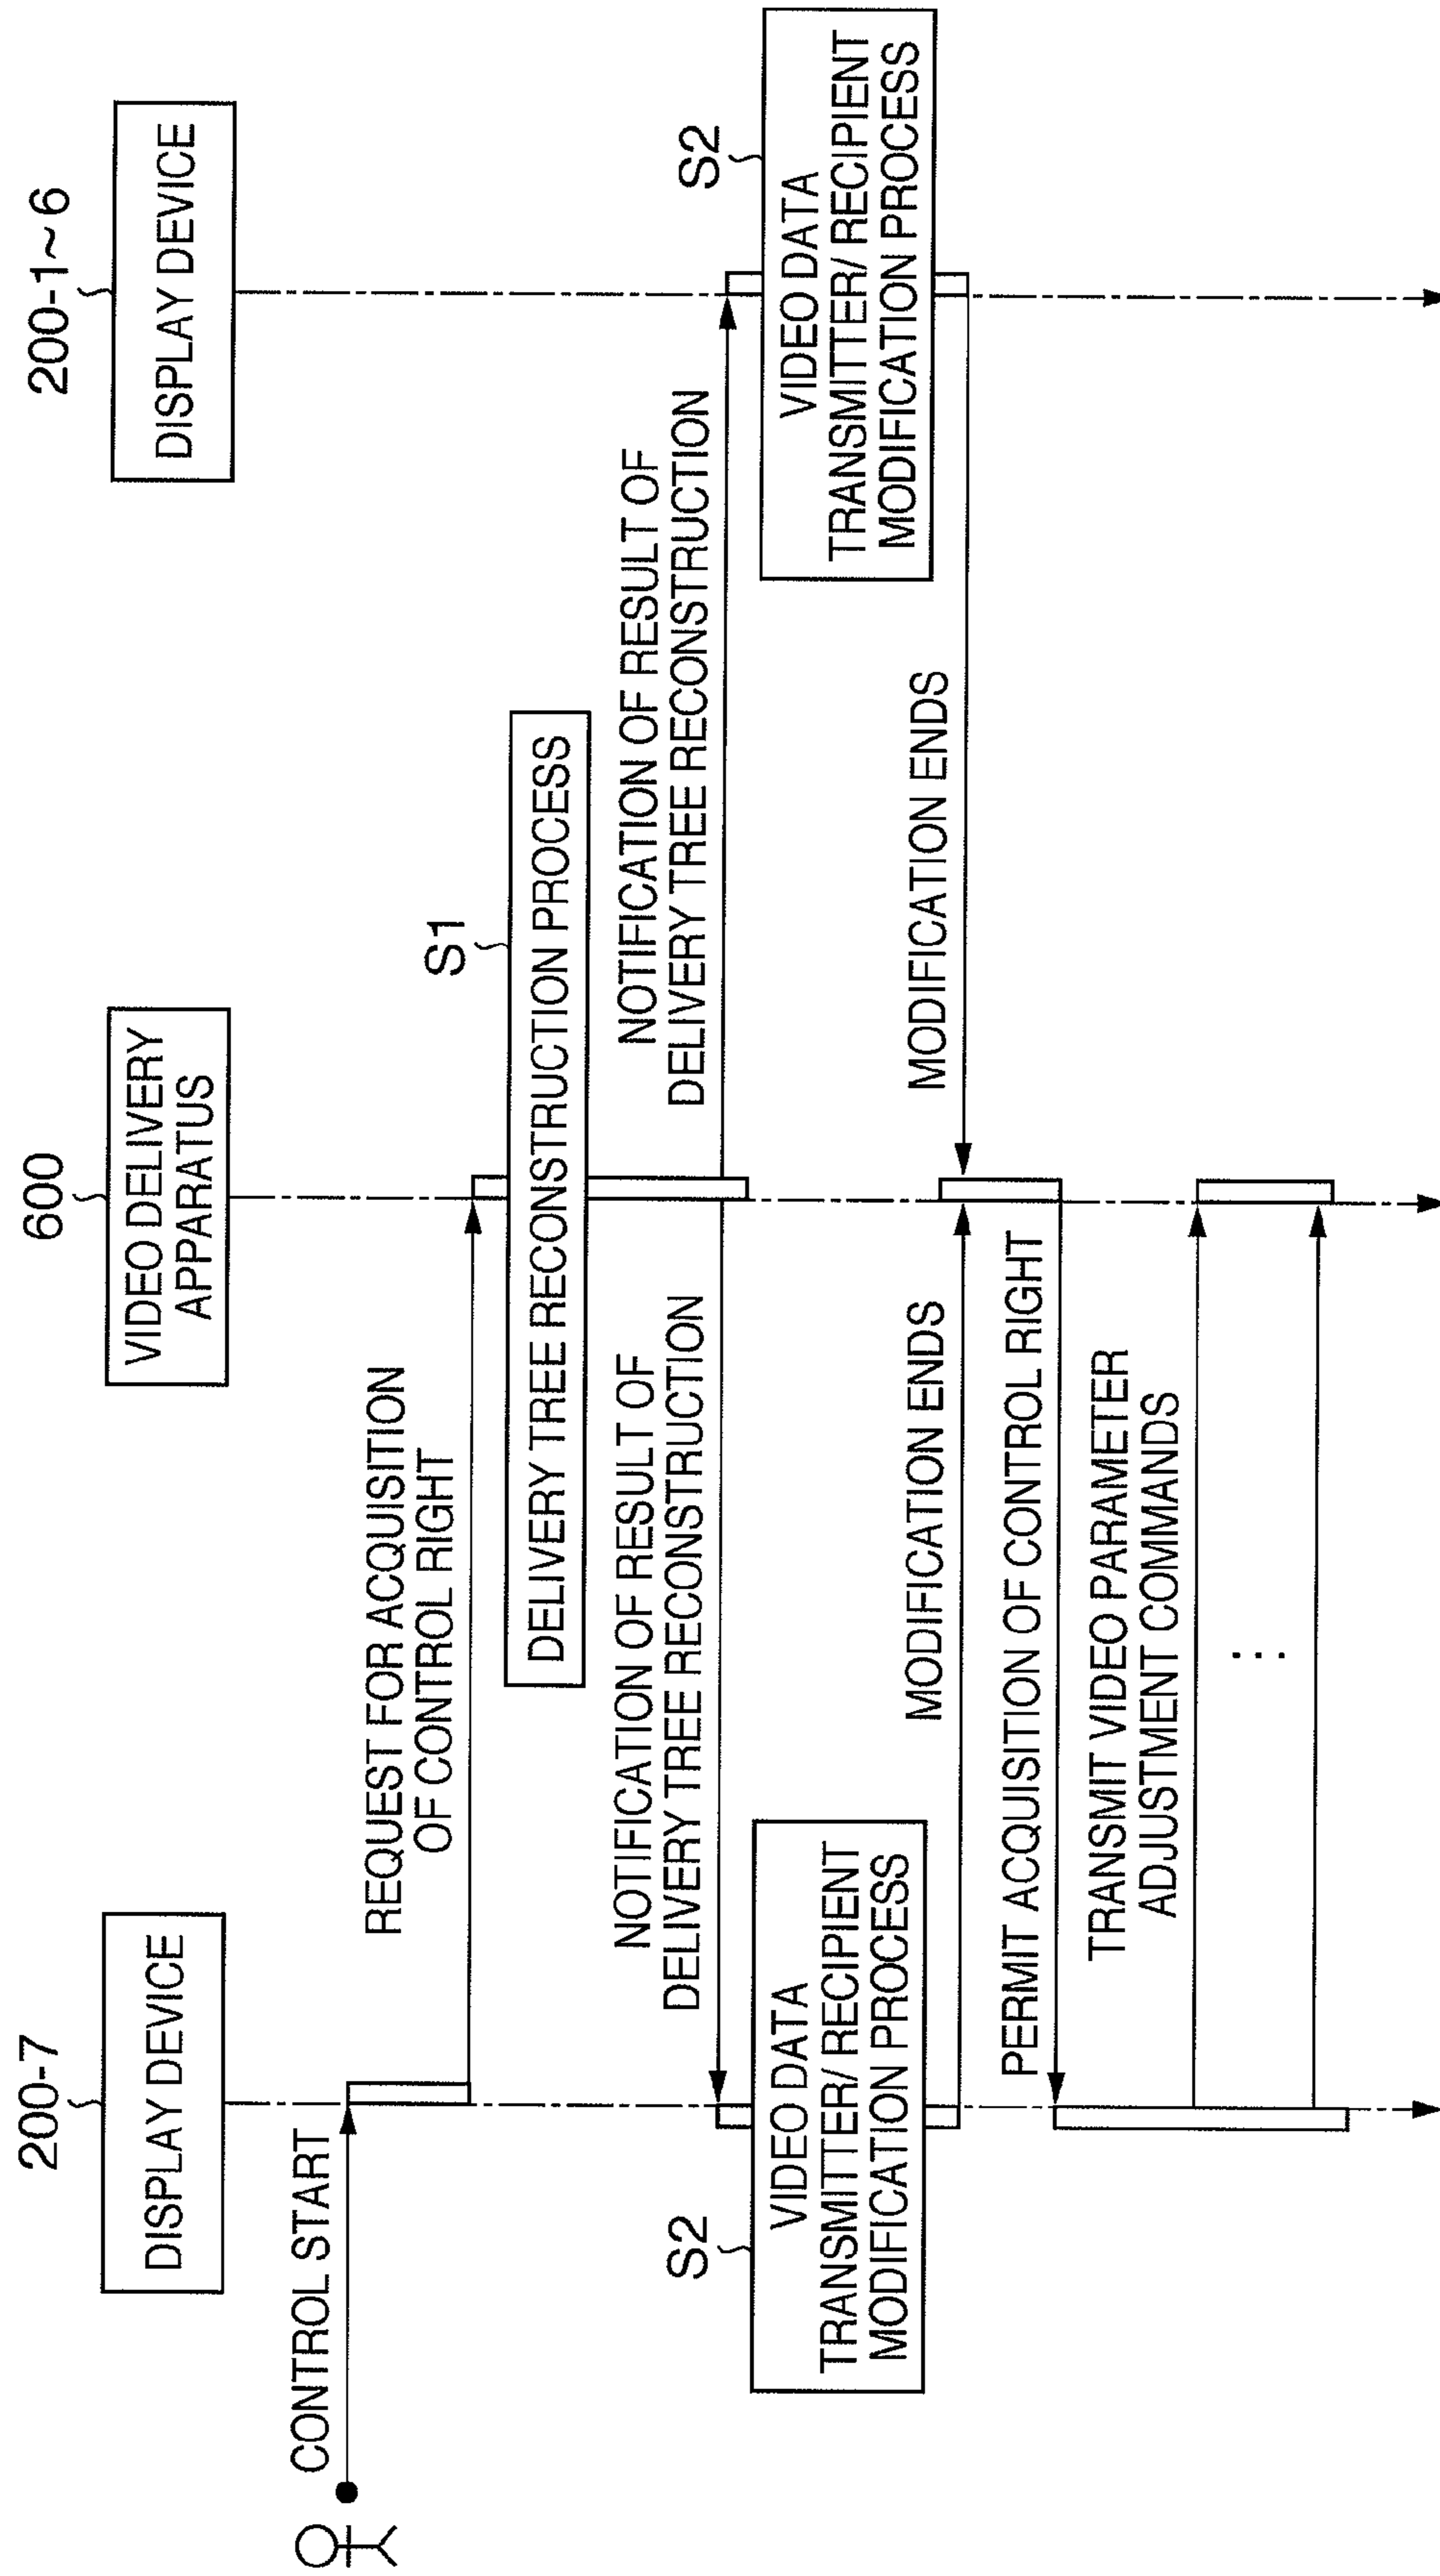 200-7
DISPLAY DEVICE
600
VIDEO DELIVERY
APPARATUS
200-1~6
DISPLAY DEVICE
CONTROL START
REQUEST FOR ACQUISITION
OF CONTROL RIGHT
S1
DELIVERY TREE RECONSTRUCTION PROCESS
NOTIFICATION OF RESULT OF
DELIVERY TREE RECONSTRUCTION
NOTIFICATION OF RESULT OF
DELIVERY TREE RECONSTRUCTION
S2
VIDEO DATA
TRANSMITTER/ RECIPIENT
MODIFICATION PROCESS
S2
VIDEO DATA
TRANSMITTER/ RECIPIENT
MODIFICATION PROCESS
MODIFICATION ENDS
MODIFICATION ENDS
PERMIT ACQUISITION OF CONTROL RIGHT
TRANSMIT VIDEO PARAMETER
ADJUSTMENT COMMANDS
...